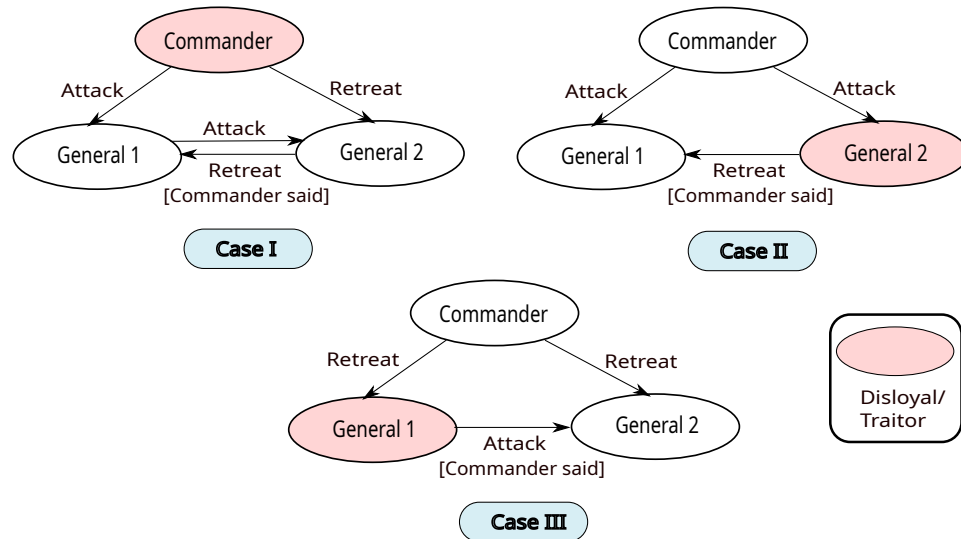 Commander
Attack
Retreat
General 1
Attack
General 2
Retreat
[Commander said]
Case I
Commander
Attack
Attack
General 1
General 2
Retreat
[Commander said]
Case II
Commander
Retreat
Retreat
General 1
General 2
Attack
[Commander said]
Case III
Disloyal/
Traitor